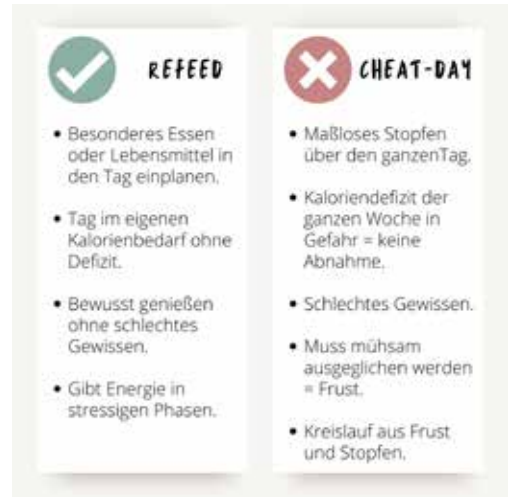 REFEED
• Besonderes Essen
oder Lebensmittel in
den Tag einplanen.
• Tag im eigenen
Kalorienbedarf ohne
Defizit.
• Bewusst genießen
ohne schlechtes
Gewissen.
• Gibt Energie in
stressigen Phasen.
CHEAT-DAY
• Maßloses Stopfen
über den ganzenTag.
• Kaloriendefizit der
ganzen Woche in
Gefahr = keine
Abnahme.
• Schlechtes Gewissen.
• Muss mühsam
ausgeglichen werden
= Frust.
• Kreislauf aus Frust
und Stopfen.